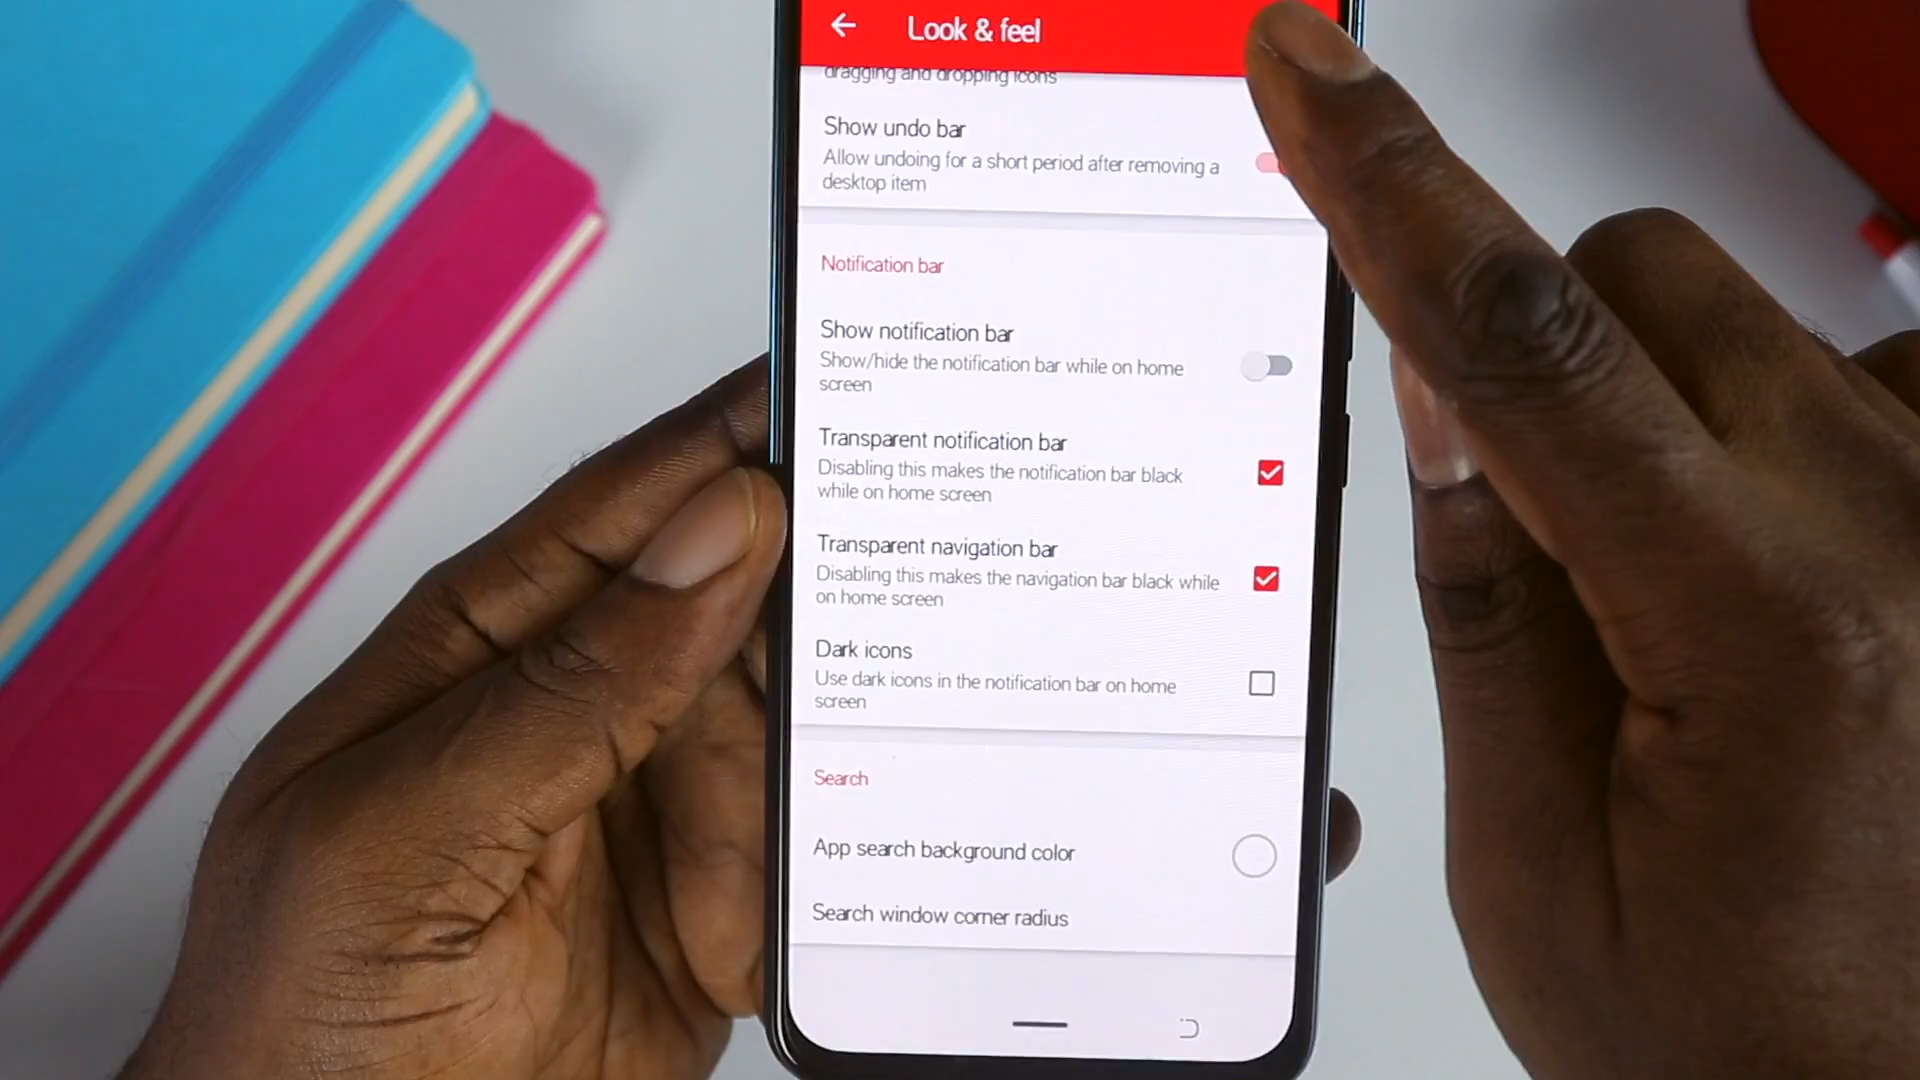 Look & feel
dragging and dropping icons
Show undo bar
Allow undoing for a short period after removing a
desktop item
Notification bar
Show notification bar
Show/hide the notification bar while on home
screen
Transparent notification bar
Disabling this makes the notification bar black
while on home screen
Transparent navigation bar
Disabling this makes the navigation bar black while
on home screen
Dark icons
Use dark icons in the notification bar on home
screen
Search
App search background color
Search window corner radius